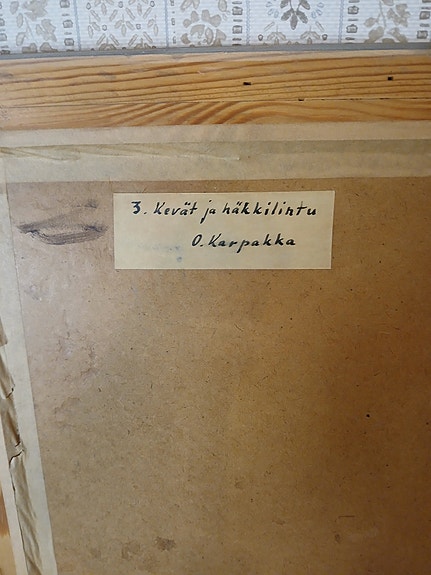 3. Kevät ja häkkilintu
O. Karpakka